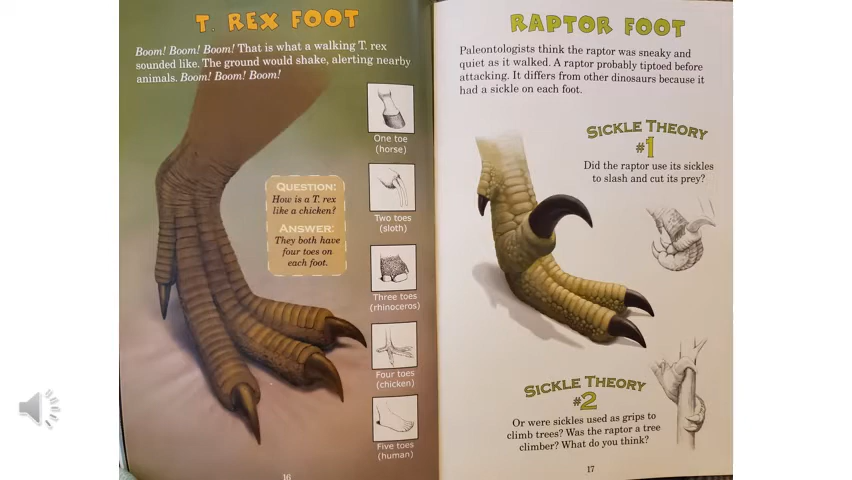 T. REX FOOT
Boom! Boom! Boom! That is what a walking T. rex
sounded like. The ground would shake, alerting nearby
animals. Boom! Boom! Boom!
QUESTION:
How is a T. rex
like a chicken?
ANSWER:
They both have
four toes on
each foot.
One toe
(horse)
Two toes
(sloth)
Three toes
(rhinoceros)
Four toes
(chicken)
Five toes
(human)
16
RAPTOR FOOT
Paleontologists think the raptor was sneaky and
quiet as it walked. A raptor probably tiptoed before
attacking. It differs from other dinosaurs because it
had a sickle on each foot.
SICKLE THEORY
#1
Did the raptor use its sickles
to slash and cut its prey?
SICKLE THEORY
#2
Or were sickles used as grips to
climb trees? Was the raptor a tree
climber? What do you think?
17